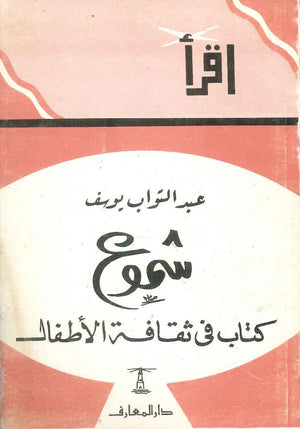 اقرأ
عبد التواب يوسف
شموع
كتاب في ثقافة الأطفال
دار المعارف